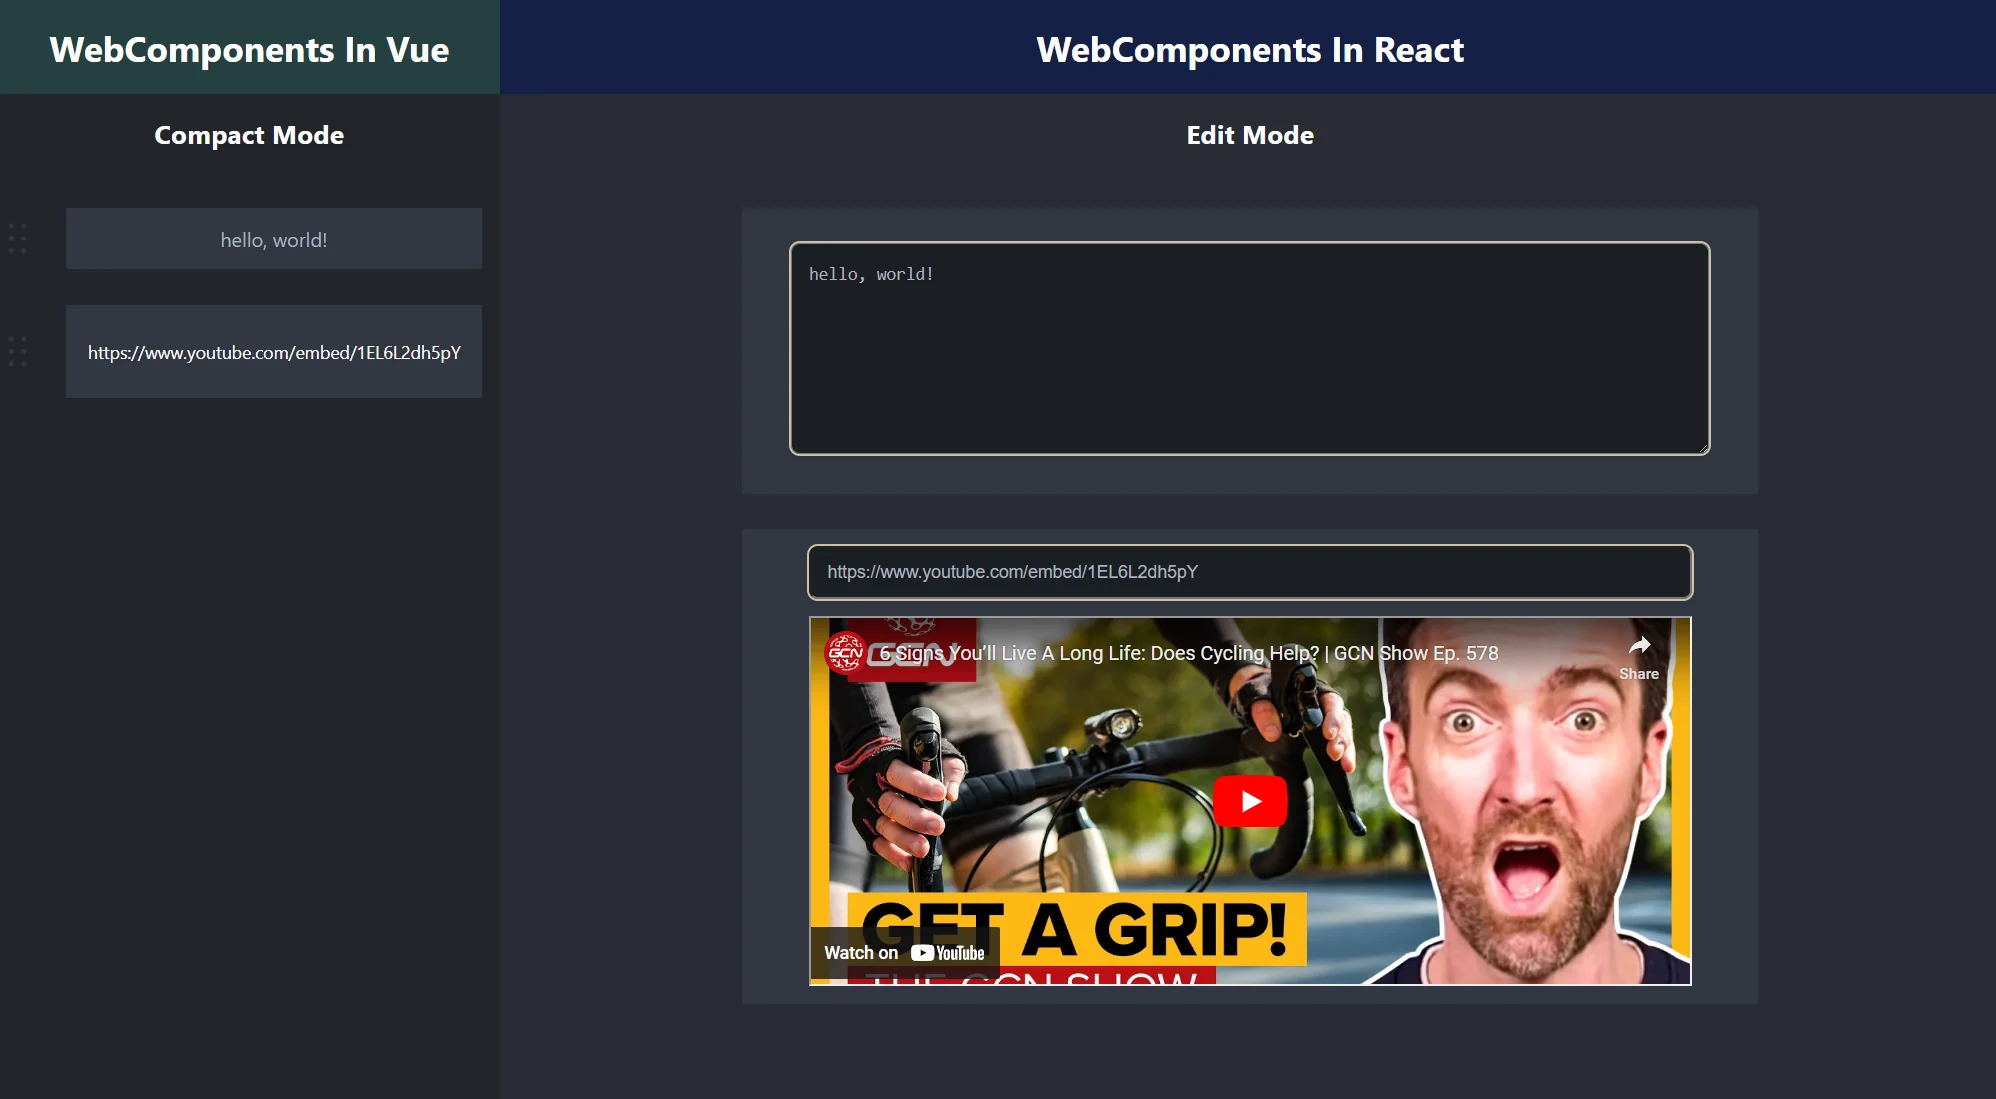 WebComponents In Vue
WebComponents In React
Compact Mode
Edit Mode
hello, world!
https://www.youtube.com/embed/1EL6L2dh5pY
hello, world!
https://www.youtube.com/embed/1EL6L2dh5pY
GCN
GCN
6 Signs You’ll Live A Long Life: Does Cycling Help? | GCN Show Ep. 578
Share
GET A GRIP!
Watch on YouTube
THE GCN SHOW